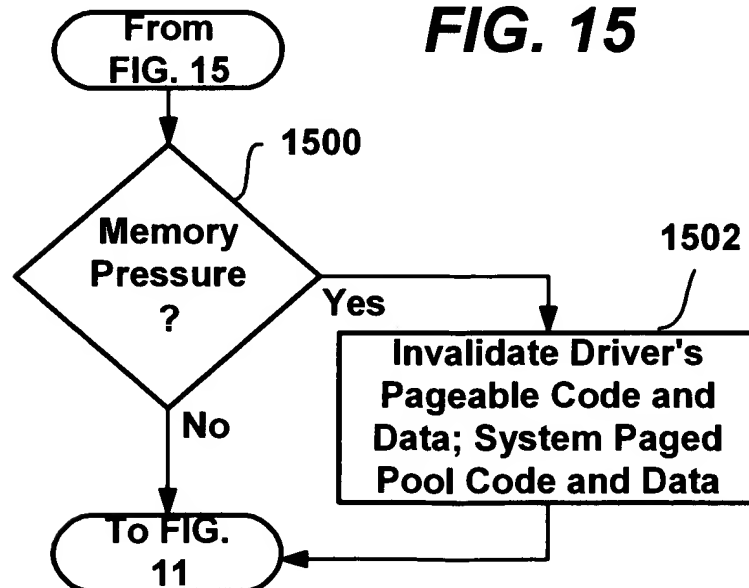 From
FIG. 15
FIG. 15
1500
Memory
Pressure
?
1502
Yes
Invalidate Driver's
Pageable Code and
Data; System Paged
Pool Code and Data
No
To FIG.
11